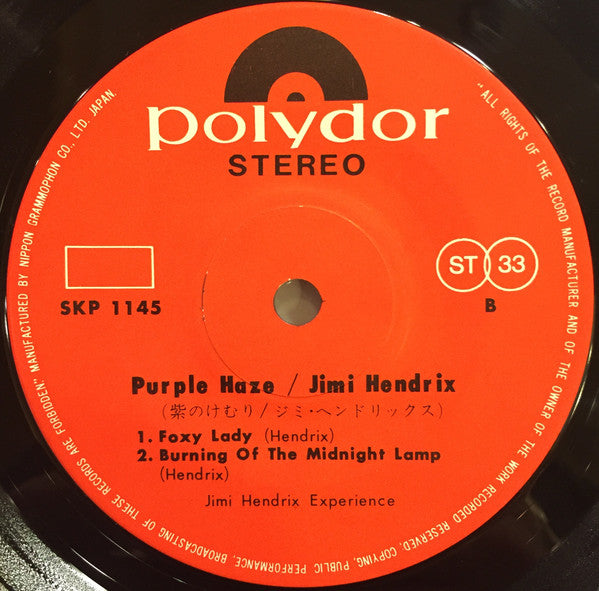 polydor
STEREO
SKP 1145
ST 33
B
Purple Haze / Jimi Hendrix
(紫のけむり/ジミ・ヘンドリックス)
1. Foxy Lady (Hendrix)
2. Burning Of The Midnight Lamp
(Hendrix)
Jimi Hendrix Experience
"ALL RIGHTS OF THE RECORD MANUFACTURER AND OF THE OWNER OF THE WORK RECORDED RESERVED. COPYING, PUBLIC PERFORMANCE, BROADCASTING OF THESE RECORDS ARE FORBIDDEN" MANUFACTURED BY NIPPON GRAMMOPHON CO., LTD. JAPAN.